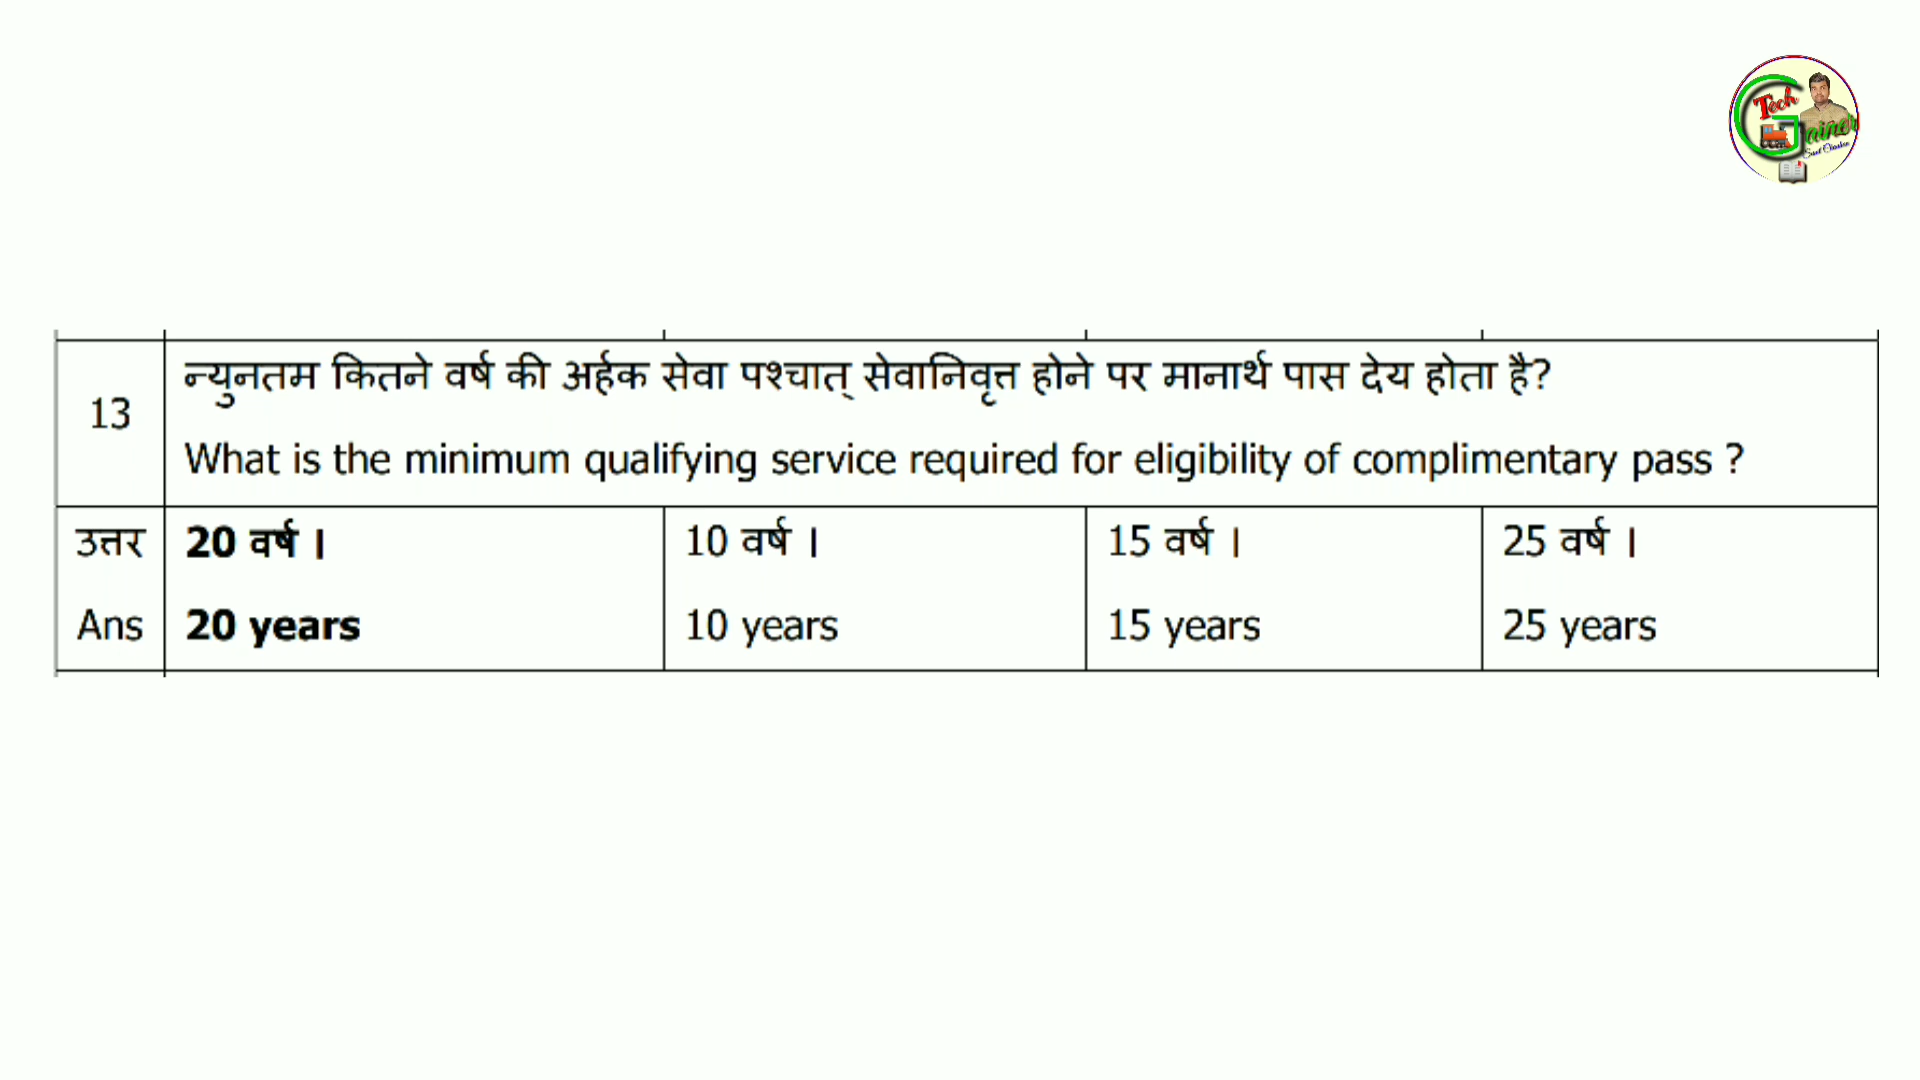 Tech
Gainer
13
न्युनतम कितने वर्ष की अर्हक सेवा पश्चात् सेवानिवृत्त होने पर मानार्थ पास देय होता है?
What is the minimum qualifying service required for eligibility of complimentary pass ?
उत्तर 20 वर्ष । 10 वर्ष । 15 वर्ष । 25 वर्ष ।
Ans 20 years 10 years 15 years 25 years